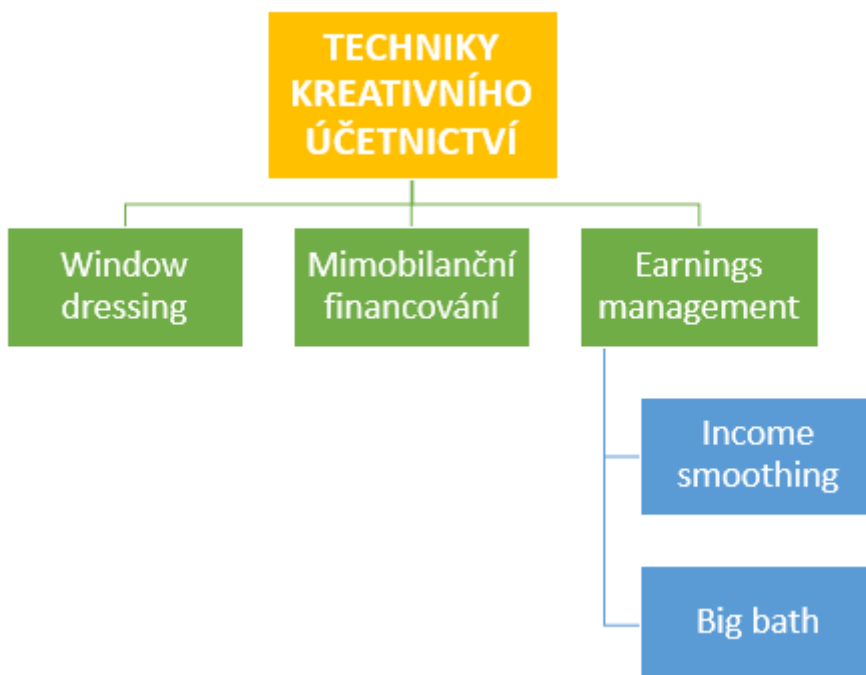 TECHNIKY
KREATIVNÍHO
ÚČETNICTVÍ
Window
dressing
Mimobilanční
financování
Earnings
management
Income
smoothing
Big bath